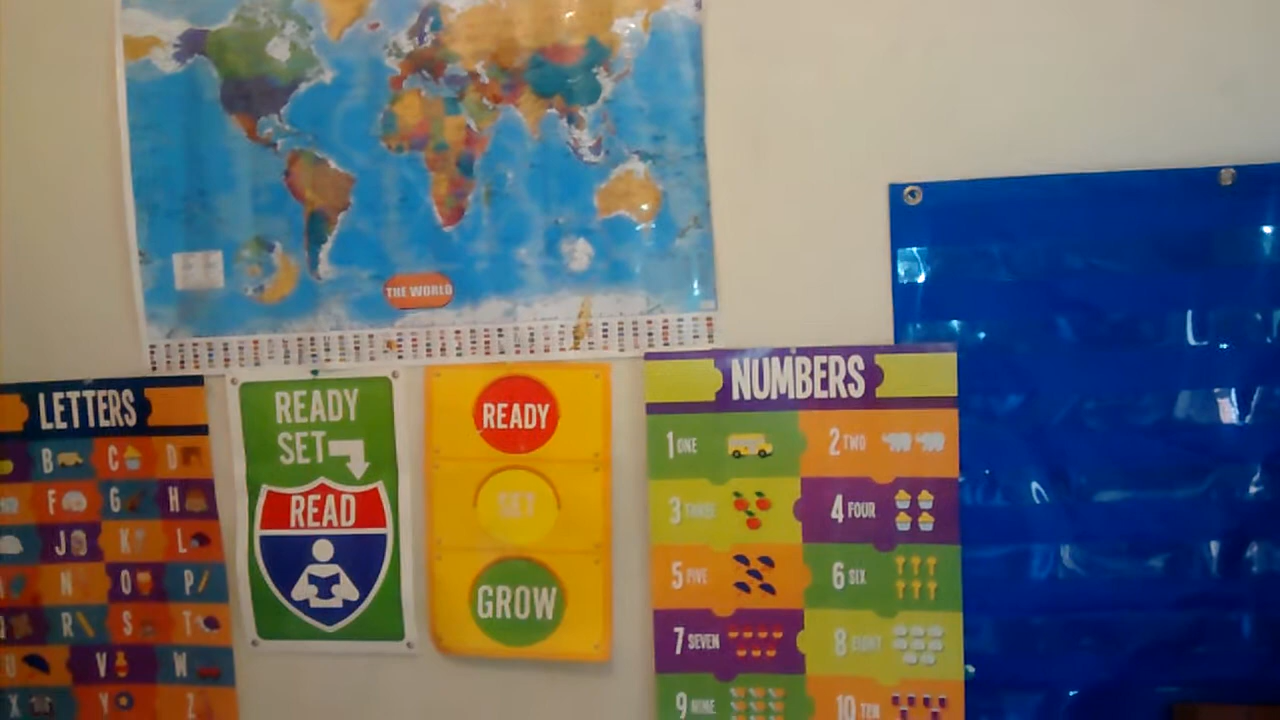 THE WORLD
LETTERS
B C D
F G H
J K L
N O P
R S T
U V W
X Y Z
READY
SET
READ
READY
SET
GROW
NUMBERS
1 ONE 2 TWO
3 THREE 4 FOUR
5 FIVE 6 SIX
7 SEVEN 8 EIGHT
9 NINE 10 TEN